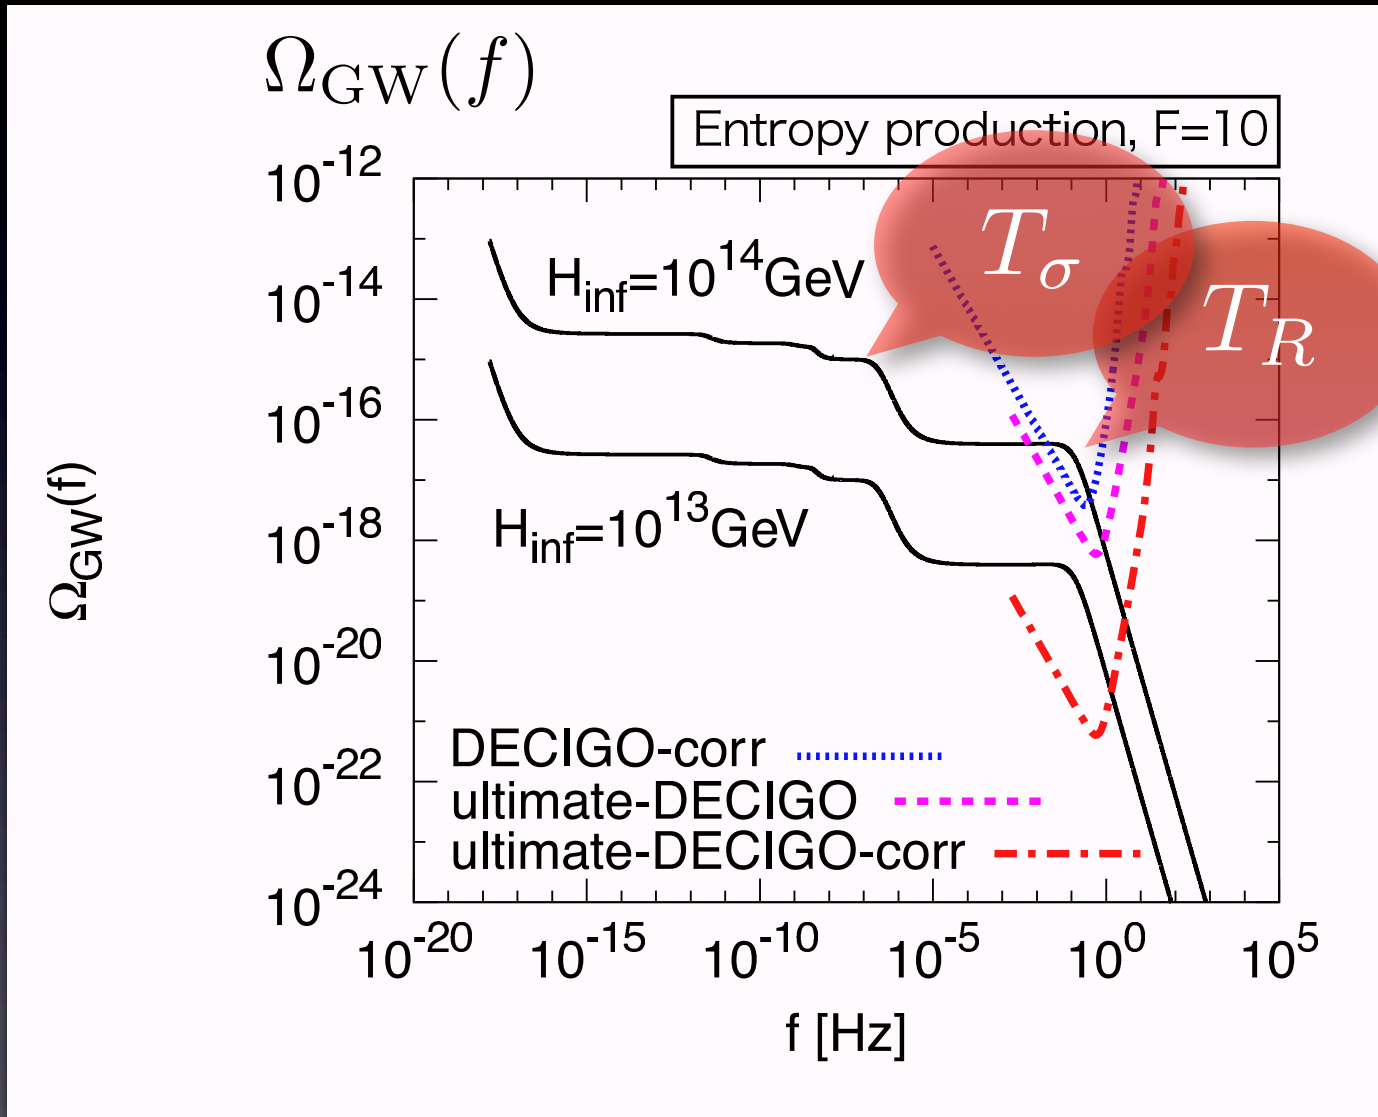 Ω_GW(f)
Entropy production, F=10
T_σ
T_R
H_inf=10^14GeV
H_inf=10^13GeV
10^-12
10^-14
10^-16
10^-18
10^-20
10^-22
10^-24
Ω_GW(f)
DECIGO-corr
ultimate-DECIGO
ultimate-DECIGO-corr
10^-20 10^-15 10^-10 10^-5 10^0 10^5
f [Hz]